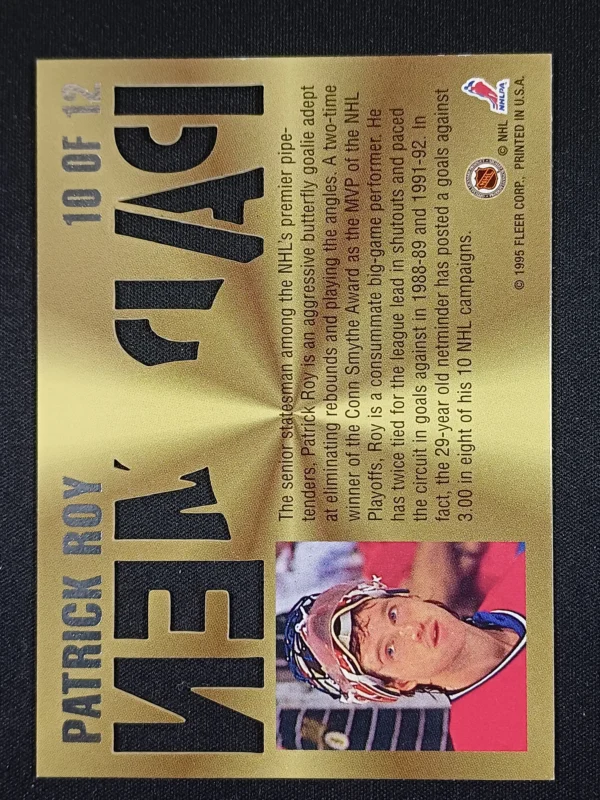 PATRICK ROY 10 OF 12
The senior statesman among the NHL's premier pipe-
tenders, Patrick Roy is an aggressive butterfly goalie adept
at eliminating rebounds and playing the angles. A two-time
winner of the Conn Smythe Award as the MVP of the NHL
Playoffs, Roy is a consummate big-game performer. He
has twice tied for the league lead in shutouts and paced
the circuit in goals against in 1988-89 and 1991-92. In
fact, the 29-year old netminder has posted a goals against
3.00 in eight of his 10 NHL campaigns.
© NHL NHLPA
© 1995 FLEER CORP., PRINTED IN U.S.A.